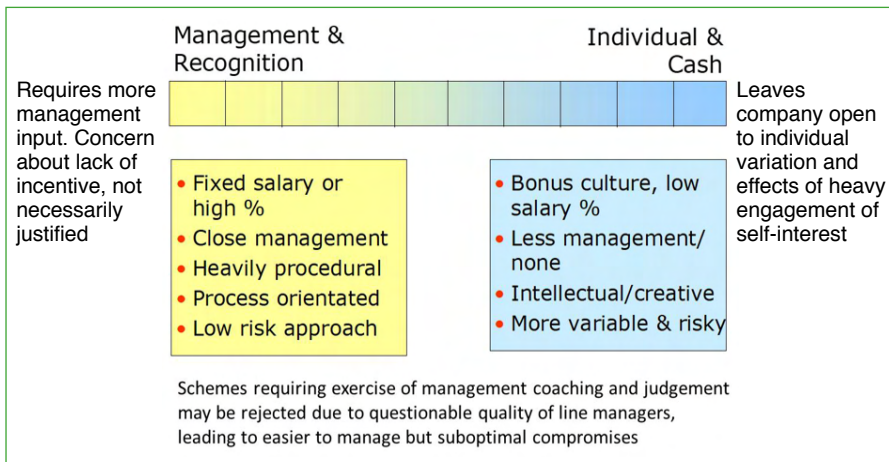 Management &
Recognition
Individual &
Cash
Requires more
management
input. Concern
about lack of
incentive, not
necessarily
justified
Leaves
company open
to individual
variation and
effects of heavy
engagement of
self-interest
• Fixed salary or
high %
• Close management
• Heavily procedural
• Process orientated
• Low risk approach
• Bonus culture, low
salary %
• Less management/
none
• Intellectual/creative
• More variable & risky
Schemes requiring exercise of management coaching and judgement
may be rejected due to questionable quality of line managers,
leading to easier to manage but suboptimal compromises